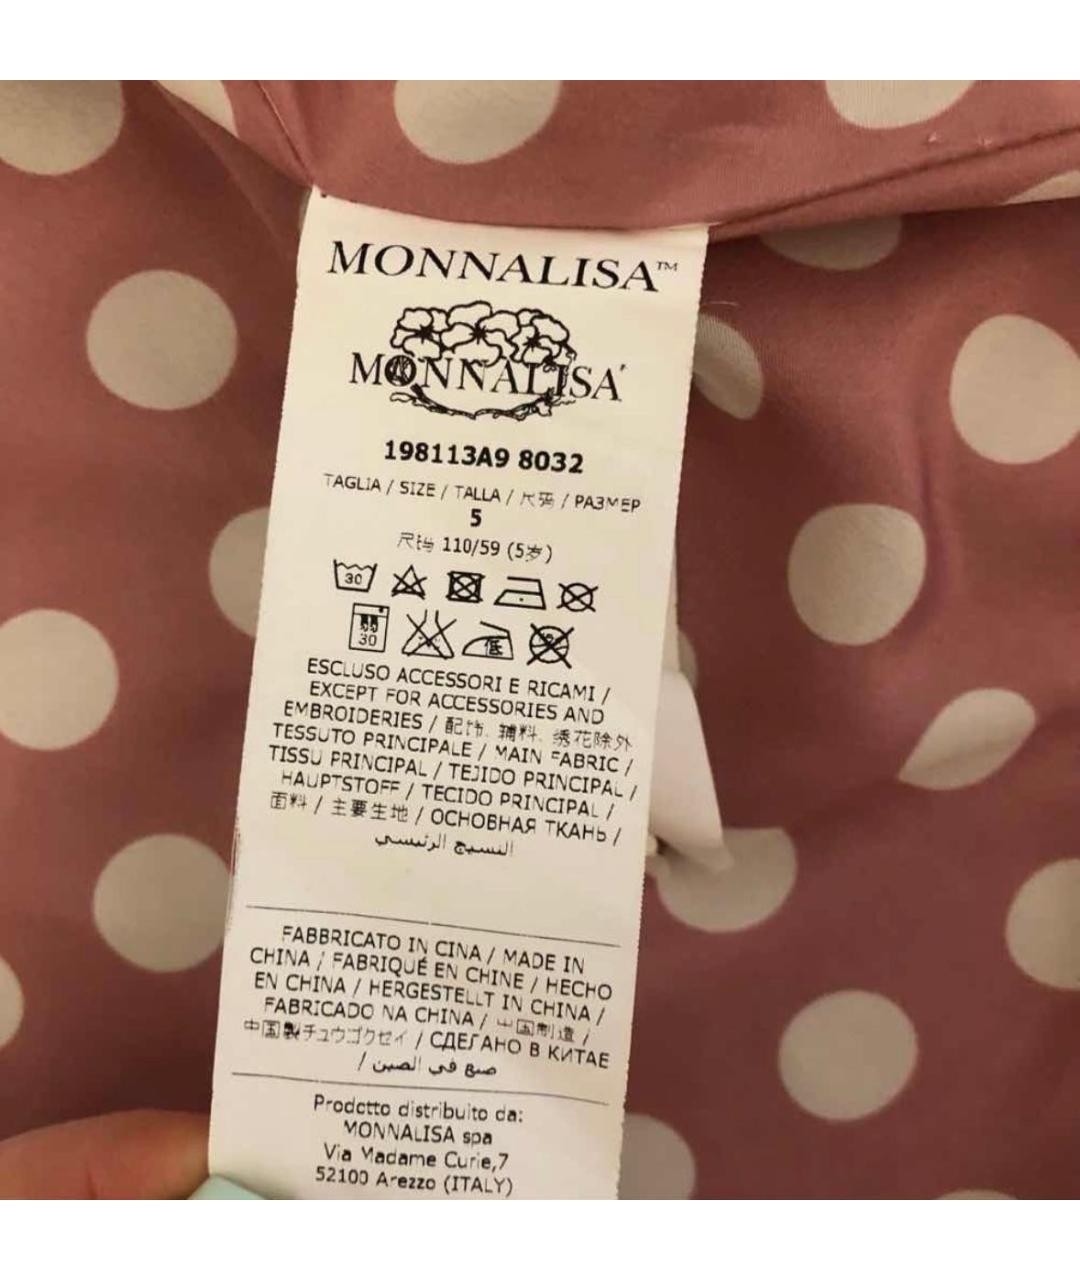 MONNALISA™
MONNALISA
198113A9 8032
TAGLIA / SIZE / TALLA / 尺码 / РАЗМЕР
5
尺码 110/59 (5岁)
30
30 低
ESCLUSO ACCESSORI E RICAMI /
EXCEPT FOR ACCESSORIES AND
EMBROIDERIES / 配饰、辅料、绣花除外
TESSUTO PRINCIPALE / MAIN FABRIC /
TISSU PRINCIPAL / TEJIDO PRINCIPAL /
HAUPTSTOFF / TECIDO PRINCIPAL /
面料 / 主要生地 / ОСНОВНАЯ ТКАНЬ /
النسيج الرئيسي
FABBRICATO IN CINA / MADE IN
CHINA / FABRIQUÉ EN CHINE / HECHO
EN CHINA / HERGESTELLT IN CHINA /
FABRICADO NA CHINA / 中国制造 /
中国製チュウゴクセイ / СДЕЛАНО В КИТАЕ
/ صنع في الصين
Prodotto distribuito da:
MONNALISA spa
Via Madame Curie,7
52100 Arezzo (ITALY)